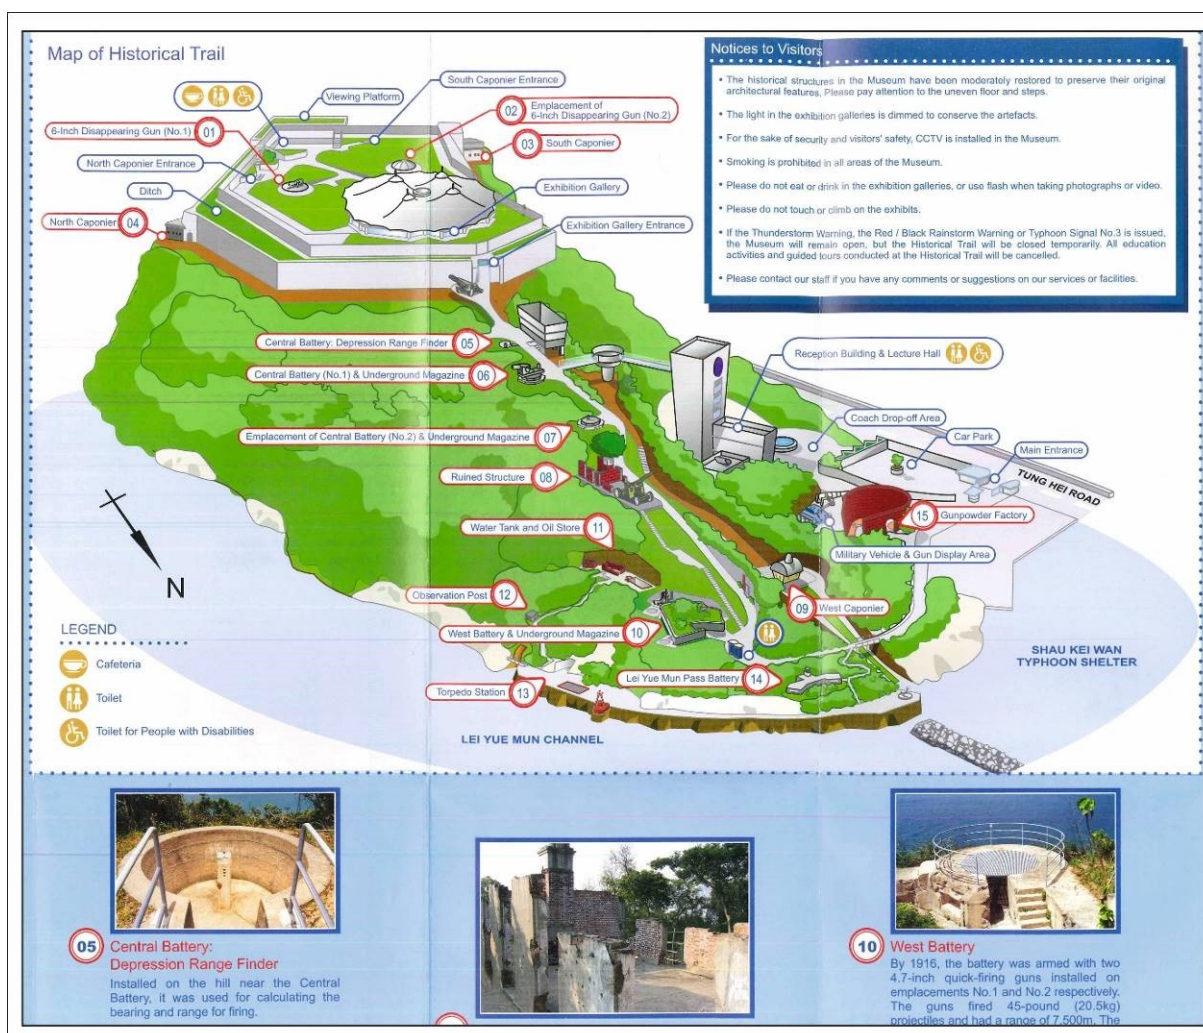 Map of Historical Trail
Notices to Visitors
• The historical structures in the Museum have been moderately restored to preserve their original
architectural features. Please pay attention to the uneven floor and steps.
• The light in the exhibition galleries is dimmed to conserve the artefacts.
• For the sake of security and visitors' safety, CCTV is installed in the Museum.
• Smoking is prohibited in all areas of the Museum.
• Please do not eat or drink in the exhibition galleries, or use flash when taking photographs or video.
• Please do not touch or climb on the exhibits.
• If the Thunderstorm Warning, the Red / Black Rainstorm Warning or Typhoon Signal No.3 is issued,
the Museum will remain open, but the Historical Trail will be closed temporarily. All education
activities and guided tours conducted at the Historical Trail will be cancelled.
• Please contact our staff if you have any comments or suggestions on our services or facilities.
South Caponier Entrance
Viewing Platform
02
Emplacement of
6-Inch Disappearing Gun (No.2)
6-Inch Disappearing Gun (No.1)
01
03
South Caponier
North Caponier Entrance
Ditch
Exhibition Gallery
North Caponier
04
Exhibition Gallery Entrance
Central Battery: Depression Range Finder
05
Reception Building & Lecture Hall
Central Battery (No.1) & Underground Magazine
06
Coach Drop-off Area
Car Park
Main Entrance
TUNG HEI ROAD
Emplacement of Central Battery (No.2) & Underground Magazine
07
Ruined Structure
08
15
Gunpowder Factory
Water Tank and Oil Store
11
Military Vehicle & Gun Display Area
N
Observation Post
12
09
West Caponier
West Battery & Underground Magazine
10
Lei Yue Mun Pass Battery
14
Torpedo Station
13
SHAU KEI WAN
TYPHOON SHELTER
LEI YUE MUN CHANNEL
LEGEND
Cafeteria
Toilet
Toilet for People with Disabilities
05
Central Battery:
Depression Range Finder
Installed on the hill near the Central
Battery, it was used for calculating the
bearing and range for firing.
10
West Battery
By 1916, the battery was armed with two
4.7-inch quick-firing guns installed on
emplacements No.1 and No.2 respectively.
The guns fired 45-pound (20.5kg)
projectiles and had a range of 7,500m. The